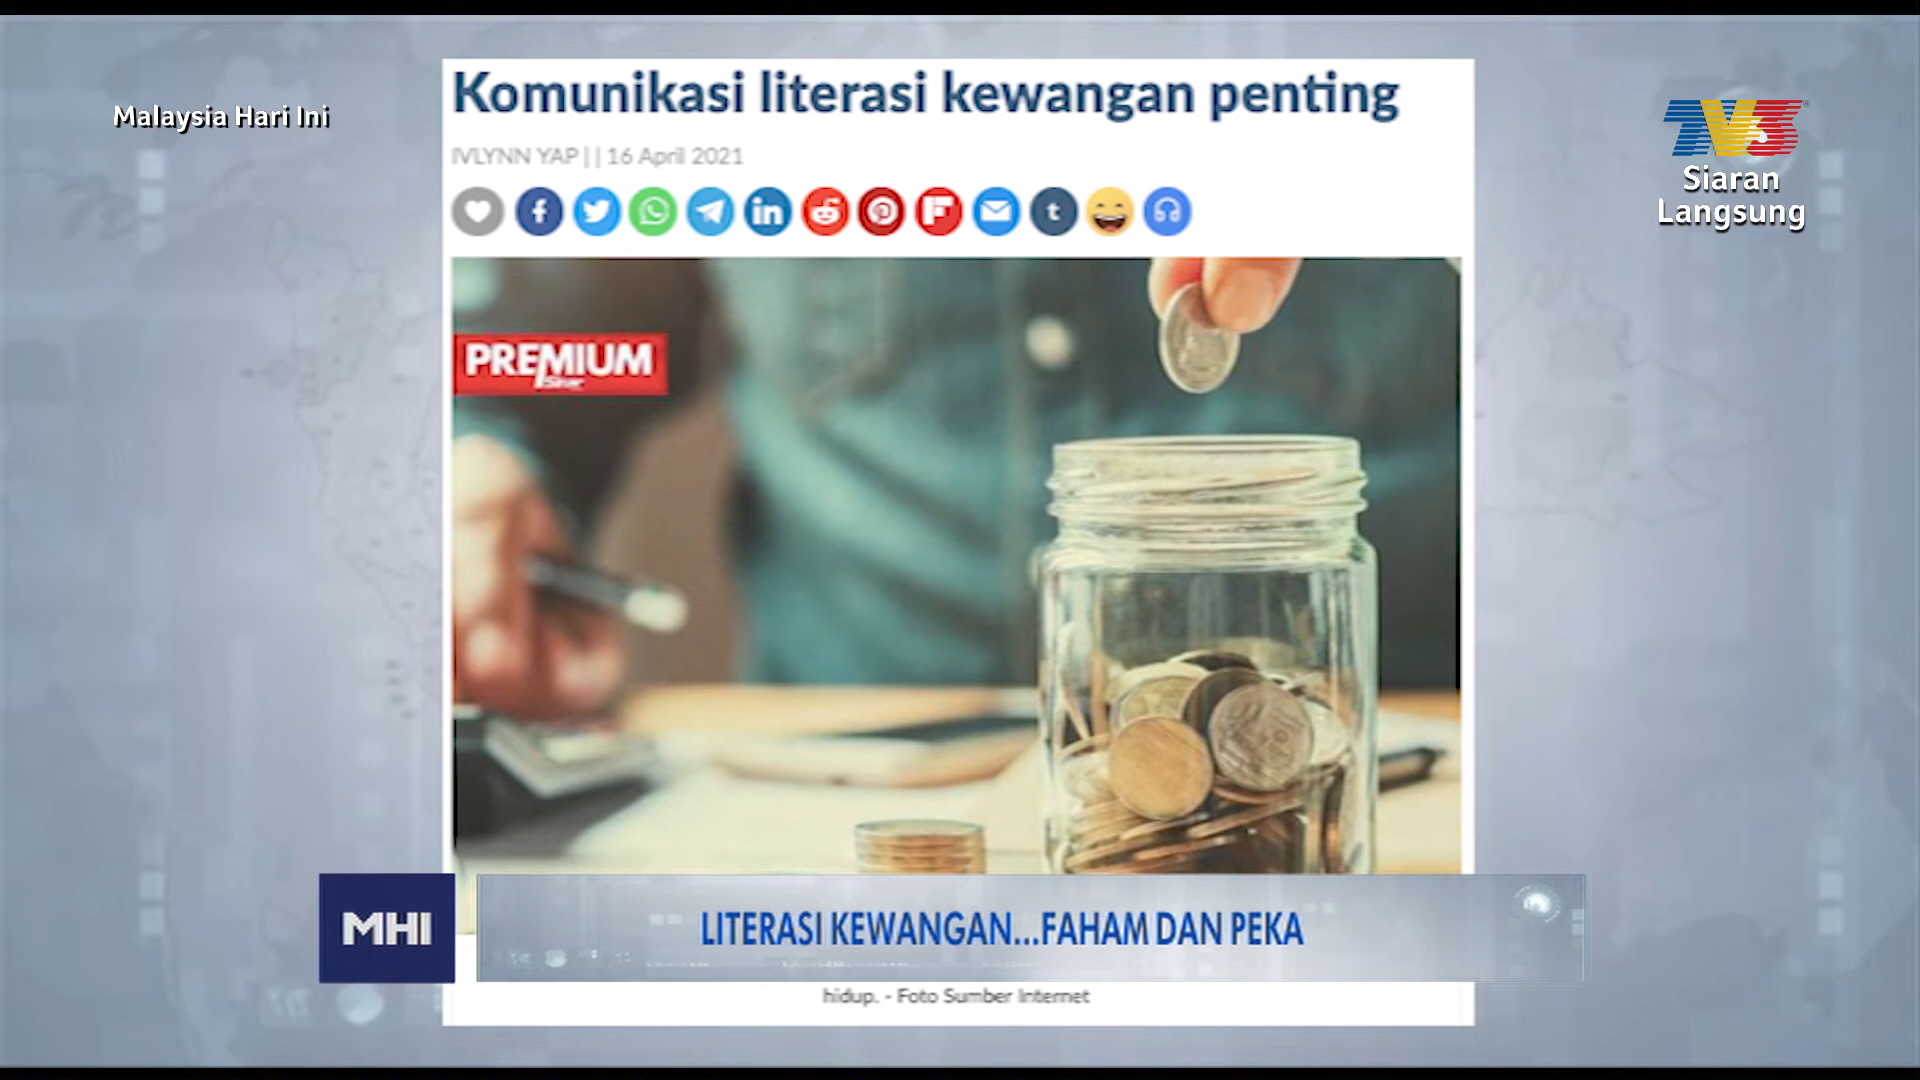 Komunikasi literasi kewangan penting
Malaysia Hari Ini
IVLYNN YAP | | 16 April 2021
TV3
Siaran
Langsung
PREMIUM
MHI
LITERASI KEWANGAN...FAHAM DAN PEKA
hidup. - Foto Sumber Internet